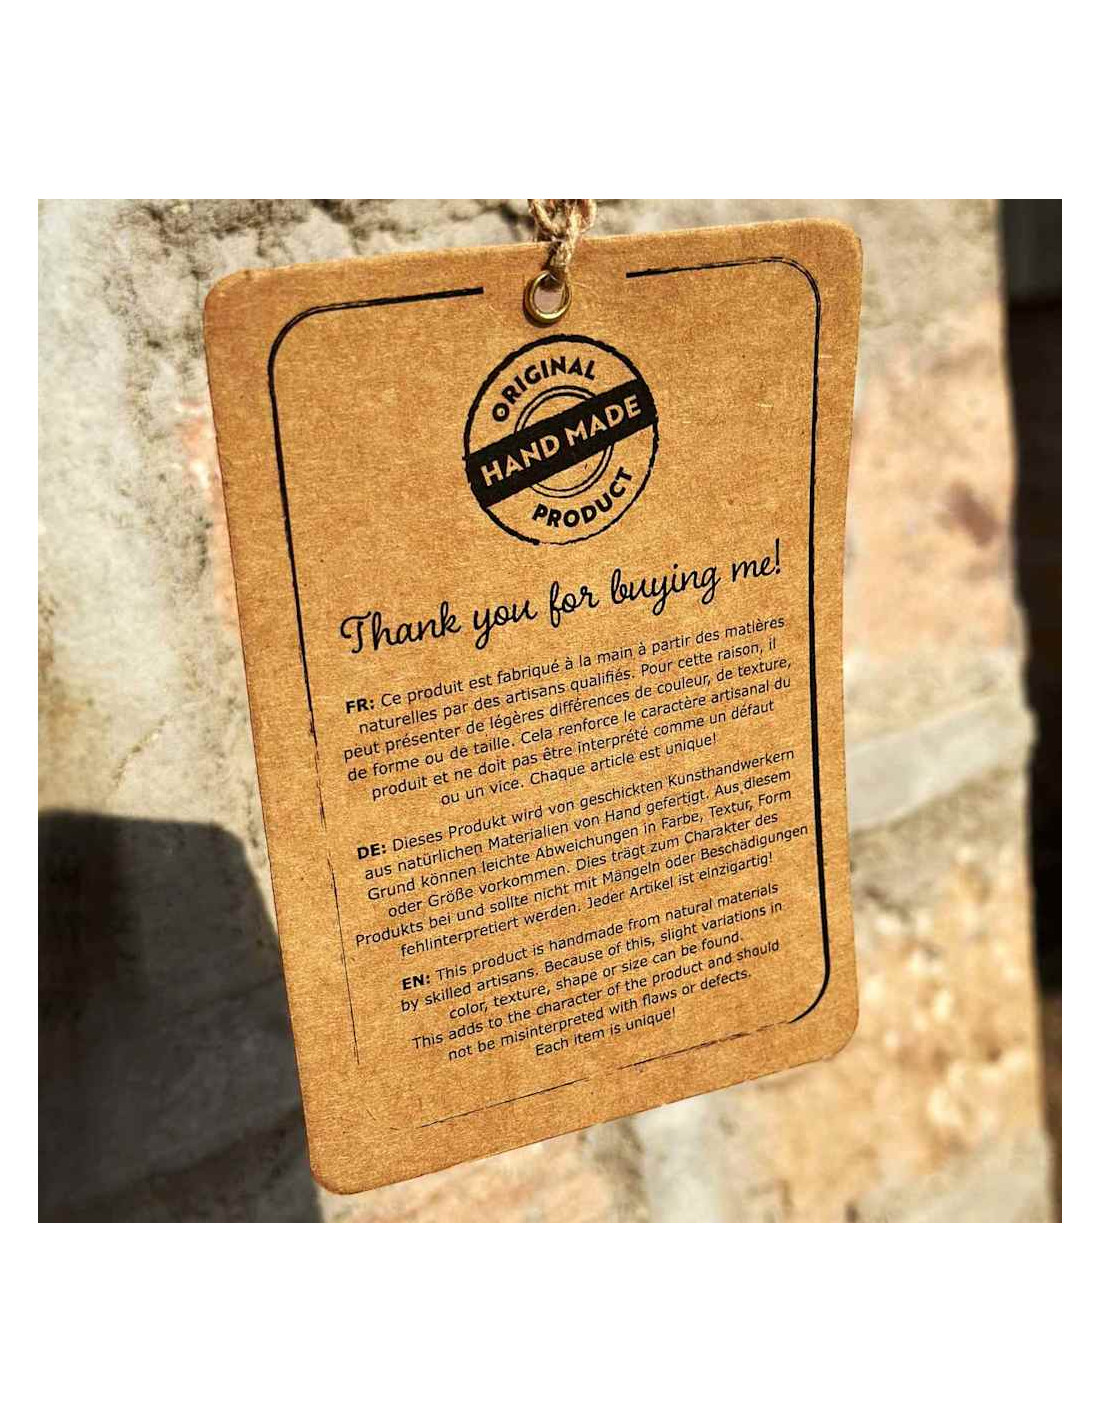 ORIGINAL
HAND MADE
PRODUCT
Thank you for buying me!
FR: Ce produit est fabriqué à la main à partir des matières
naturelles par des artisans qualifiés. Pour cette raison, il
peut présenter de légères différences de couleur, de texture,
de forme ou de taille. Cela renforce le caractère artisanal du
produit et ne doit pas être interprété comme un défaut
ou un vice. Chaque article est unique!
DE: Dieses Produkt wird von geschickten Kunsthandwerkern
aus natürlichen Materialien von Hand gefertigt. Aus diesem
Grund können leichte Abweichungen in Farbe, Textur, Form
oder Größe vorkommen. Dies trägt zum Charakter des
Produkts bei und sollte nicht mit Mängeln oder Beschädigungen
fehlinterpretiert werden. Jeder Artikel ist einzigartig!
EN: This product is handmade from natural materials
by skilled artisans. Because of this, slight variations in
color, texture, shape or size can be found.
This adds to the character of the product and should
not be misinterpreted with flaws or defects.
Each item is unique!